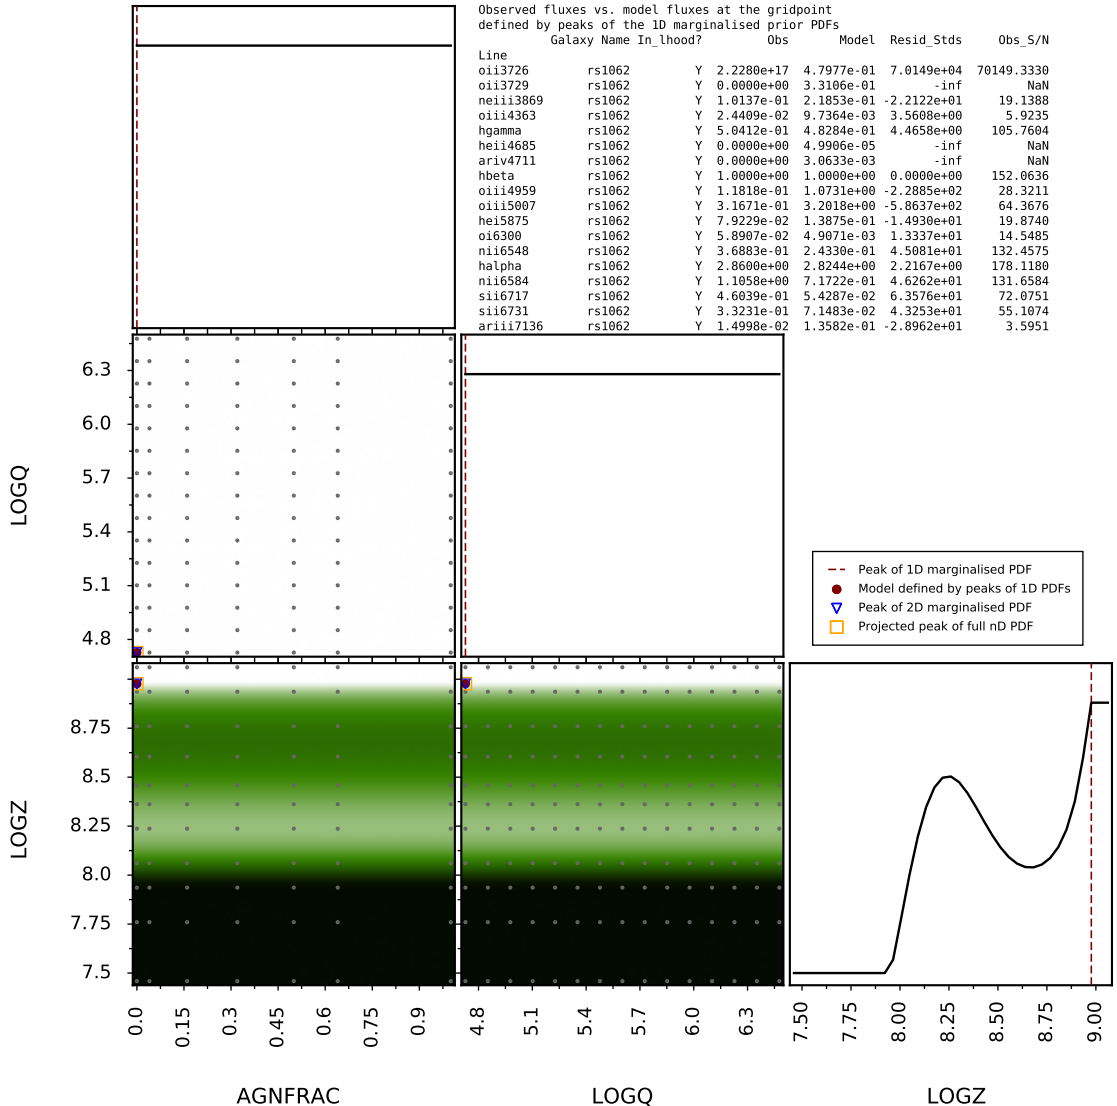 Observed fluxes vs. model fluxes at the gridpoint
defined by peaks of the 1D marginalised prior PDFs
Galaxy Name In_lhood? Obs Model Resid_Stds Obs_S/N
Line
oii3726 rs1062 Y 2.2280e+17 4.7977e-01 7.0149e+04 70149.3330
oii3729 rs1062 Y 0.0000e+00 3.3106e-01 -inf NaN
neiii3869 rs1062 Y 1.0137e-01 2.1853e-01 -2.2122e+01 19.1388
oiii4363 rs1062 Y 2.4409e-02 9.7364e-03 3.5608e+00 5.9235
hgamma rs1062 Y 5.0412e-01 4.8284e-01 4.4658e+00 105.7604
heii4685 rs1062 Y 0.0000e+00 4.9906e-05 -inf NaN
ariv4711 rs1062 Y 0.0000e+00 3.0633e-03 -inf NaN
hbeta rs1062 Y 1.0000e+00 1.0000e+00 0.0000e+00 152.0636
oiii4959 rs1062 Y 1.1818e-01 1.0731e+00 -2.2885e+02 28.3211
oiii5007 rs1062 Y 3.1671e-01 3.2018e+00 -5.8637e+02 64.3676
hei5875 rs1062 Y 7.9229e-02 1.3875e-01 -1.4930e+01 19.8740
oi6300 rs1062 Y 5.8907e-02 4.9071e-03 1.3337e+01 14.5485
nii6548 rs1062 Y 3.6883e-01 2.4330e-01 4.5081e+01 132.4575
halpha rs1062 Y 2.8600e+00 2.8244e+00 2.2167e+00 178.1180
nii6584 rs1062 Y 1.1058e+00 7.1722e-01 4.6262e+01 131.6584
sii6717 rs1062 Y 4.6039e-01 5.4287e-02 6.3576e+01 72.0751
sii6731 rs1062 Y 3.3231e-01 7.1483e-02 4.3253e+01 55.1074
ariii7136 rs1062 Y 1.4998e-02 1.3582e-01 -2.8962e+01 3.5951
6.3
6.0
5.7
5.4
5.1
4.8
LOGQ
Peak of 1D marginalised PDF
Model defined by peaks of 1D PDFs
Peak of 2D marginalised PDF
Projected peak of full nD PDF
8.75
8.5
8.25
8.0
7.75
7.5
LOGZ
0.0 0.15 0.3 0.45 0.6 0.75 0.9
4.8 5.1 5.4 5.7 6.0 6.3
7.50 7.75 8.00 8.25 8.50 8.75 9.00
AGNFRAC LOGQ LOGZ